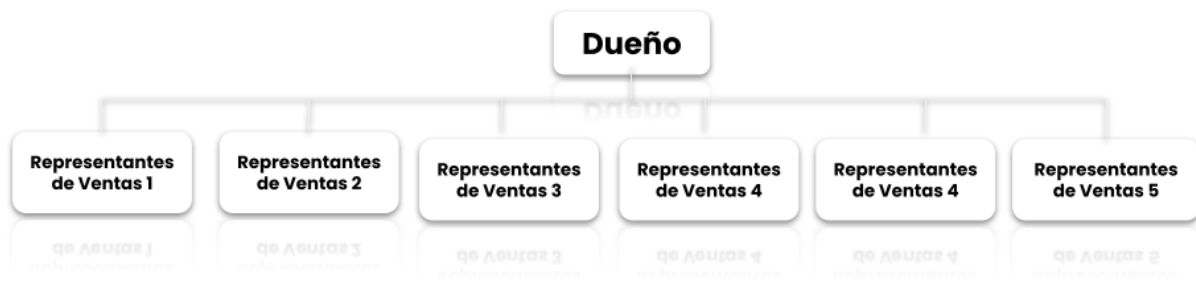 Dueño
Representantes
de Ventas 1
Representantes
de Ventas 2
Representantes
de Ventas 3
Representantes
de Ventas 4
Representantes
de Ventas 4
Representantes
de Ventas 5